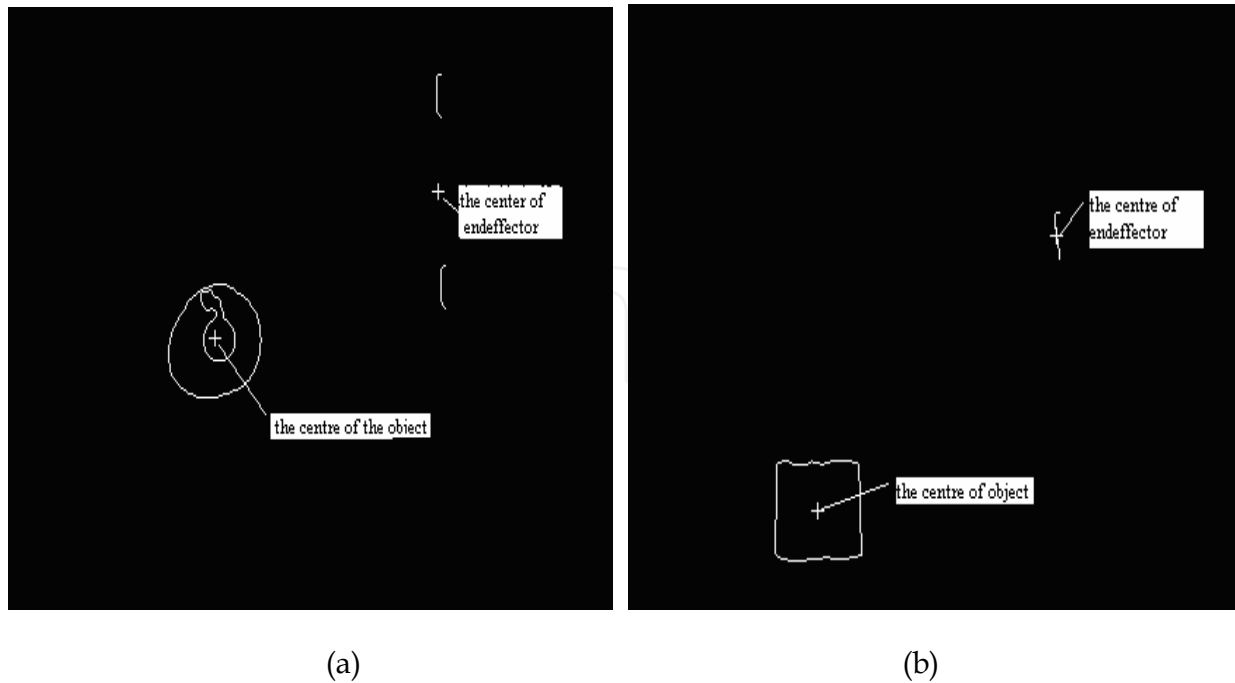 the center of
endeffector
the centre of the object
(a)
the centre of
endeffector
the centre of object
(b)